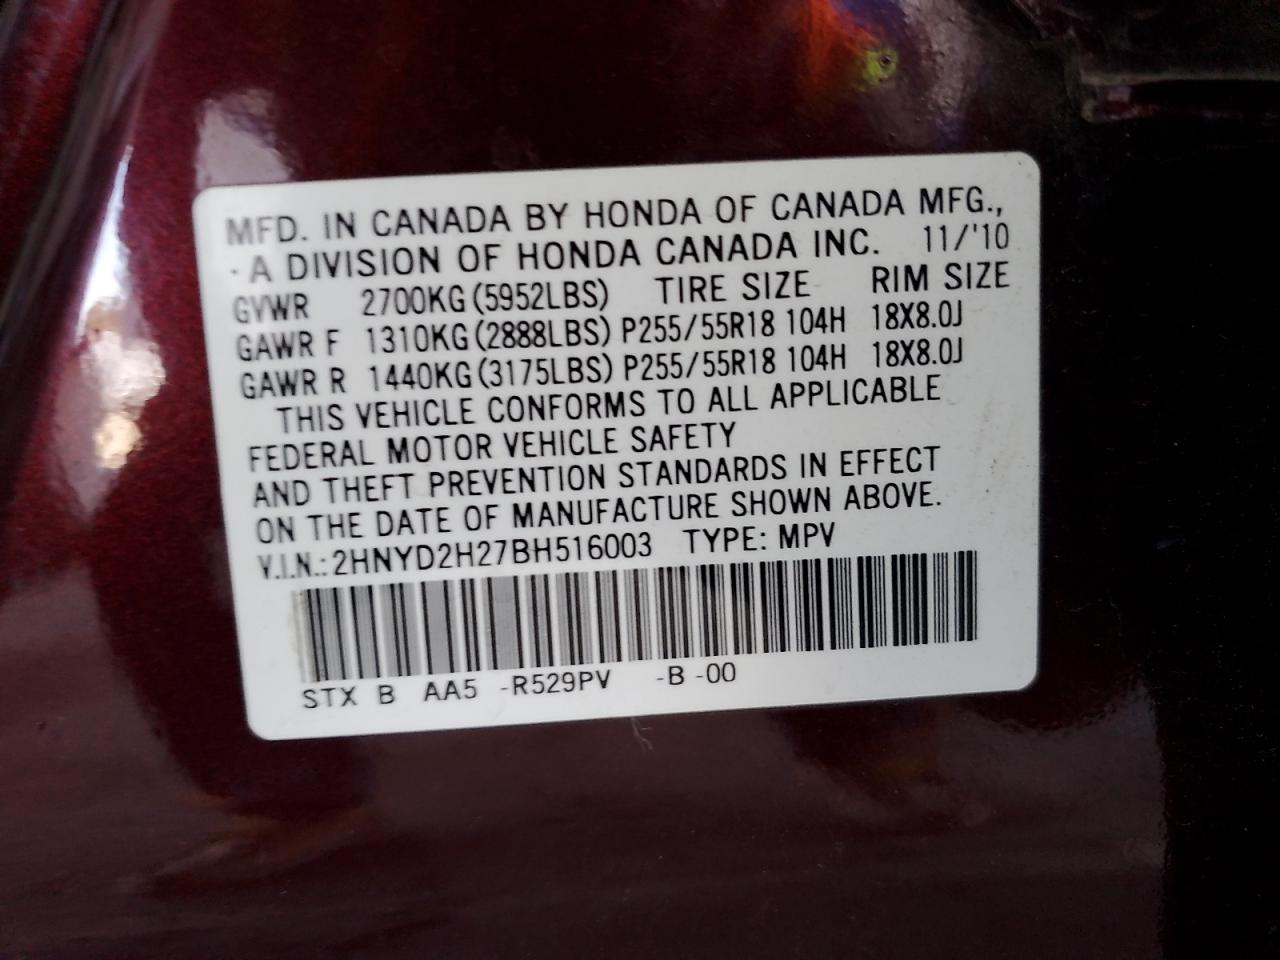 MFD. IN CANADA BY HONDA OF CANADA MFG.,
. A DIVISION OF HONDA CANADA INC. 11/'10
GVWR 2700KG (5952LBS) TIRE SIZE RIM SIZE
GAWR F 1310KG (2888LBS) P255/55R18 104H 18X8.0J
GAWR R 1440KG (3175LBS) P255/55R18 104H 18X8.0J
THIS VEHICLE CONFORMS TO ALL APPLICABLE
FEDERAL MOTOR VEHICLE SAFETY
AND THEFT PREVENTION STANDARDS IN EFFECT
ON THE DATE OF MANUFACTURE SHOWN ABOVE.
V.I.N.: 2HNYD2H27BH516003 TYPE: MPV
STX B AA5 -R529PV -B -00